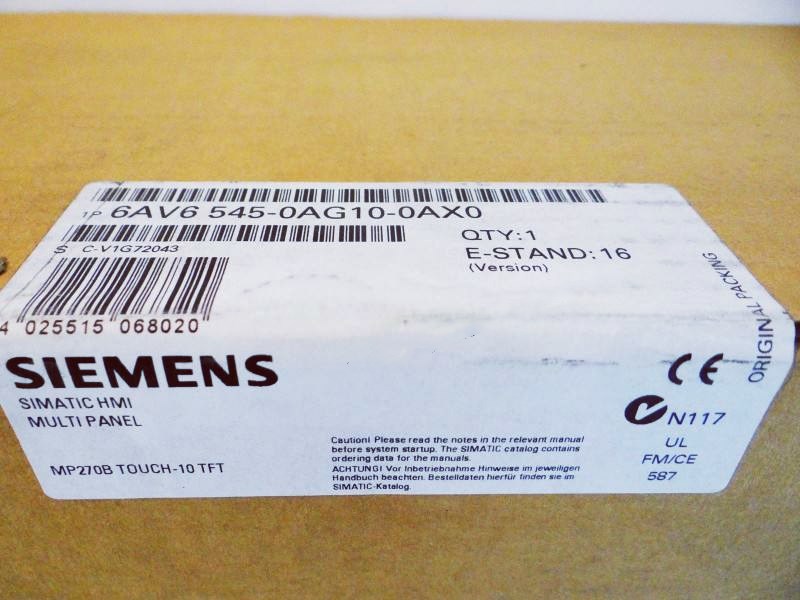 1P 6AV6 545-0AG10-0AX0
QTY:1
S C-V1G72043
E-STAND:16
(Version)
4 025515 068020
ORIGINAL PACKING
SIEMENS
SIMATIC HMI
MULTI PANEL
MP270B TOUCH-10 TFT
Caution! Please read the notes in the relevant manual
before system startup. The SIMATIC catalog contains
ordering data for the manuals.
ACHTUNG! Vor Inbetriebnahme Hinweise im jeweiligen
Handbuch beachten. Bestelldaten hierfür finden sie im
SIMATIC-Katalog.
CE
N117
UL
FM/CE
587